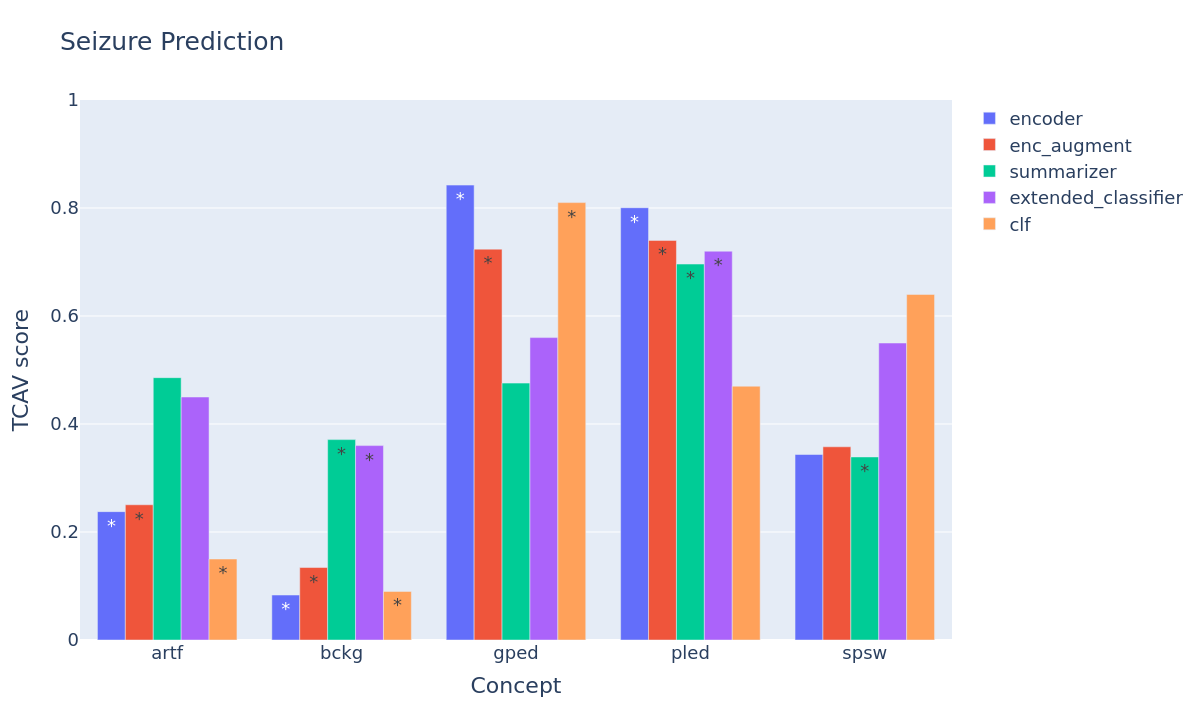 Seizure Prediction
1
0.8
0.6
0.4
0.2
0
TCAV score
* * *
* * * * *
* * *
* * * *
*
artf bckg gped pled spsw
Concept
encoder
enc_augment
summarizer
extended_classifier
clf